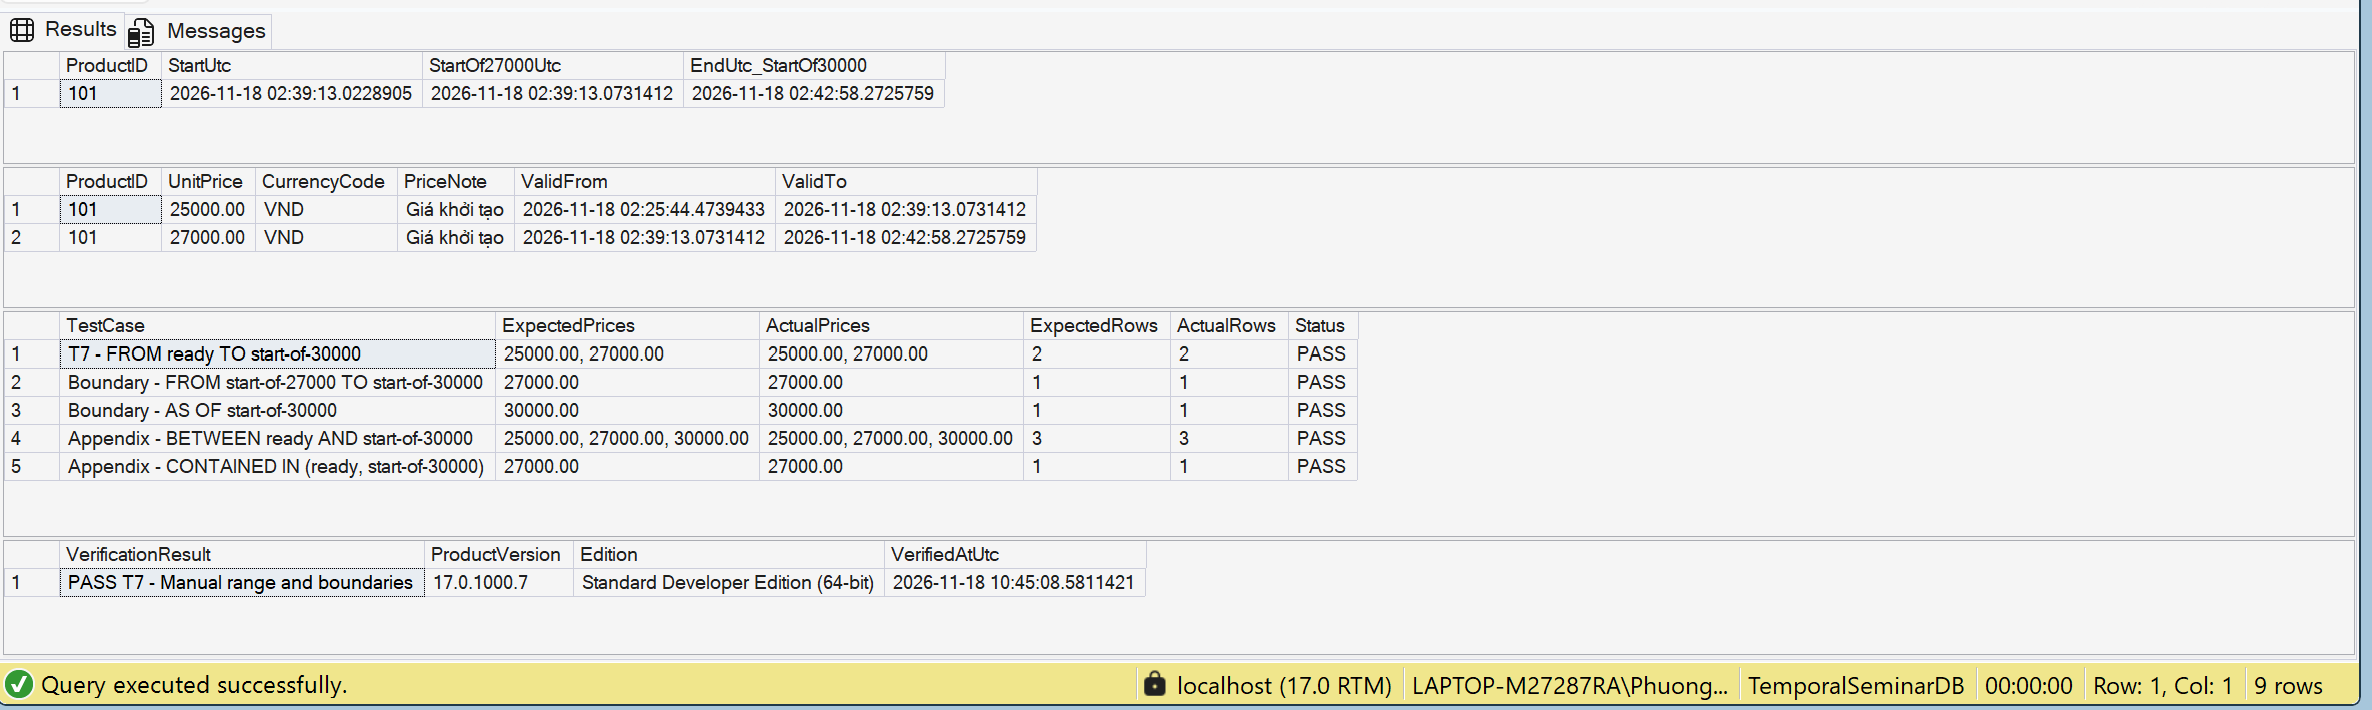 Results Messages
ProductID StartUtc StartOf27000Utc EndUtc_StartOf30000
1 101 2026-11-18 02:39:13.0228905 2026-11-18 02:39:13.0731412 2026-11-18 02:42:58.2725759
ProductID UnitPrice CurrencyCode PriceNote ValidFrom ValidTo
1 101 25000.00 VND Giá khởi tạo 2026-11-18 02:25:44.4739433 2026-11-18 02:39:13.0731412
2 101 27000.00 VND Giá khởi tạo 2026-11-18 02:39:13.0731412 2026-11-18 02:42:58.2725759
TestCase ExpectedPrices ActualPrices ExpectedRows ActualRows Status
1 T7 - FROM ready TO start-of-30000 25000.00, 27000.00 25000.00, 27000.00 2 2 PASS
2 Boundary - FROM start-of-27000 TO start-of-30000 27000.00 27000.00 1 1 PASS
3 Boundary - AS OF start-of-30000 30000.00 30000.00 1 1 PASS
4 Appendix - BETWEEN ready AND start-of-30000 25000.00, 27000.00, 30000.00 25000.00, 27000.00, 30000.00 3 3 PASS
5 Appendix - CONTAINED IN (ready, start-of-30000) 27000.00 27000.00 1 1 PASS
VerificationResult ProductVersion Edition VerifiedAtUtc
1 PASS T7 - Manual range and boundaries 17.0.1000.7 Standard Developer Edition (64-bit) 2026-11-18 10:45:08.5811421
Query executed successfully. localhost (17.0 RTM) LAPTOP-M27287RA\Phuong... TemporalSeminarDB 00:00:00 Row: 1, Col: 1 9 rows